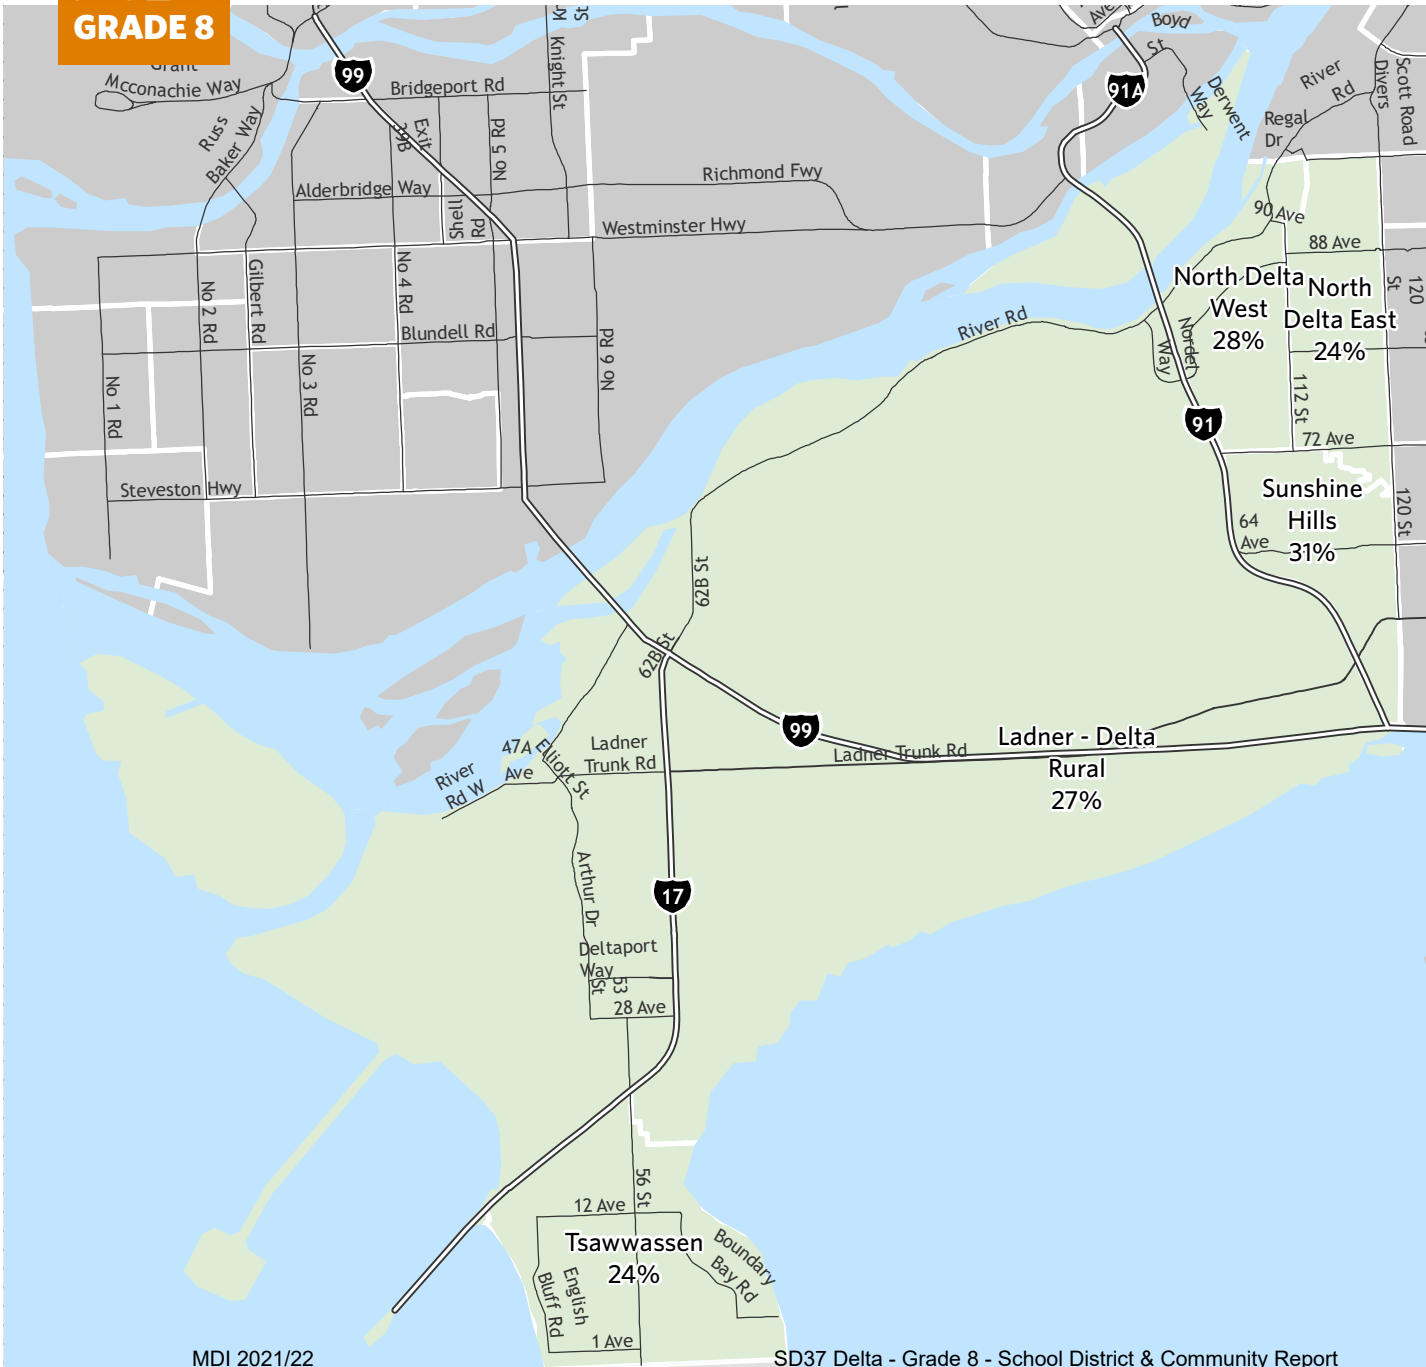 GRADE 8
Grant
Mcconachie Way
Russ
Baker Way
99
Bridgeport Rd
Knight St
St
39B
Exit
No 5 Rd
Alderbridge Way
Shell
Rd
Richmond Fwy
Westminster Hwy
No 2 Rd
Gilbert Rd
No 4 Rd
Blundell Rd
No 6 Rd
No 1 Rd
No 3 Rd
Steveston Hwy
Ave
Boyd
St
91A
Derwent
Way
River
Rd
Regal
Dr
Scott Road
Divers
90 Ave
88 Ave
North Delta
West
28%
North
Delta East
24%
120
St
River Rd
Nordel
Way
112 St
91
72 Ave
Sunshine
Hills
31%
64
Ave
120 St
62B St
62B St
99
Ladner Trunk Rd
Ladner - Delta
Rural
27%
47A
Ave
Elliott St
Ladner
Trunk Rd
River
Rd W
Arthur Dr
17
Deltaport
Way
53
St
28 Ave
56 St
12 Ave
Tsawwassen
24%
Boundary
Bay Rd
English
Bluff Rd
1 Ave
MDI 2021/22
SD37 Delta - Grade 8 - School District & Community Report